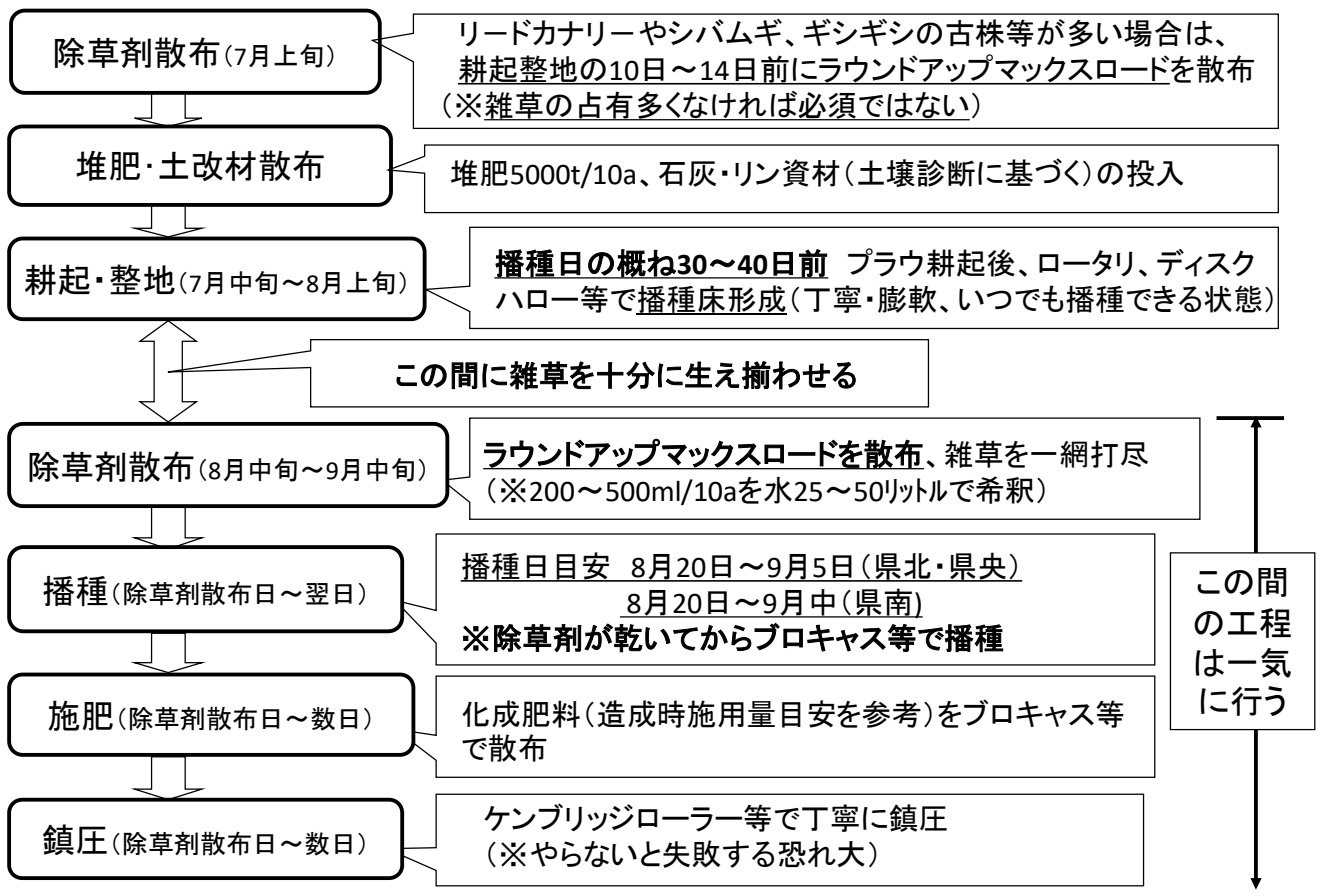 除草剤散布(7月上旬)
リードカナリーやシバムギ、ギシギシの古株等が多い場合は、
耕起整地の10日～14日前にラウンドアップマックスロードを散布
(※雑草の占有多くなければ必須ではない)
堆肥・土改材散布
堆肥5000t/10a、石灰・リン資材(土壌診断に基づく)の投入
耕起・整地(7月中旬～8月上旬)
播種日の概ね30～40日前 プラウ耕起後、ロータリ、ディスク
ハロー等で播種床形成(丁寧・膨軟、いつでも播種できる状態)
この間に雑草を十分に生え揃わせる
除草剤散布(8月中旬～9月中旬)
ラウンドアップマックスロードを散布、雑草を一網打尽
(※200～500ml/10aを水25～50リットルで希釈)
播種(除草剤散布日～翌日)
播種日目安 8月20日～9月5日(県北・県央)
8月20日～9月中(県南)
※除草剤が乾いてからブロキャス等で播種
施肥(除草剤散布日～数日)
化成肥料(造成時施用量目安を参考)をブロキャス等
で散布
鎮圧(除草剤散布日～数日)
ケンブリッジローラー等で丁寧に鎮圧
(※やらないと失敗する恐れ大)
この間
の工程
は一気
に行う